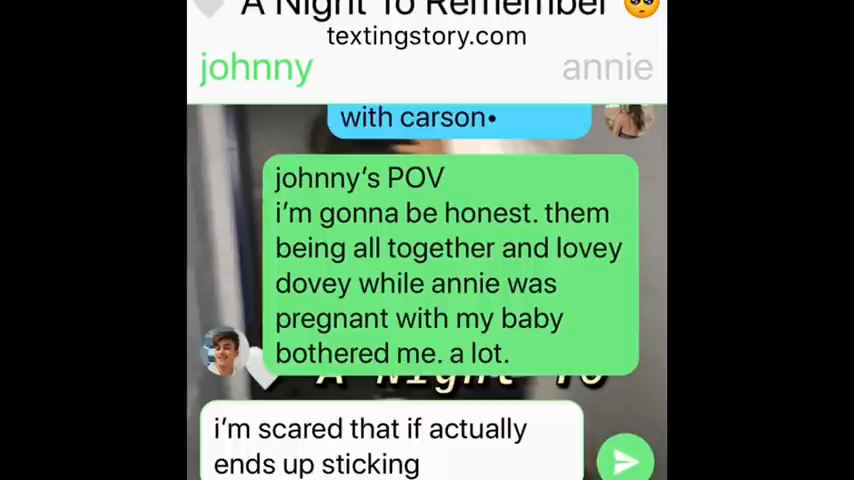 A Night To Remember 🥺
textingstory.com
johnny
annie
with carson•
johnny's POV
i'm gonna be honest. them
being all together and lovey
dovey while annie was
pregnant with my baby
bothered me. a lot.
A Night To
i'm scared that if actually
ends up sticking